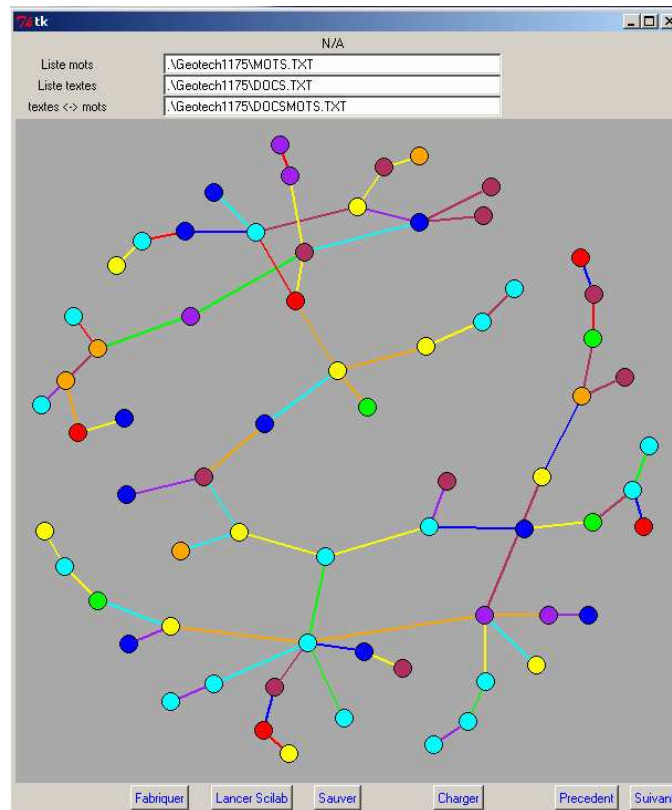 tk
N/A
Liste mots .\Geotech1175\MOTS.TXT
Liste textes .\Geotech1175\DOCS.TXT
textes <-> mots .\Geotech1175\DOCSMOTS.TXT
Fabriquer Lancer Scilab Sauver Charger Precedent Suivant